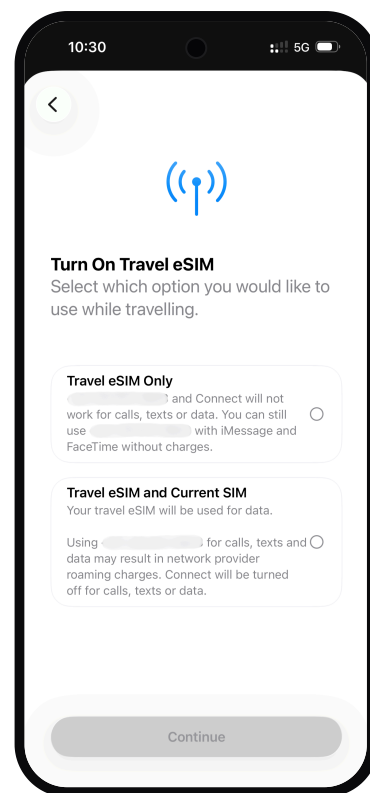 10:30
5G
Turn On Travel eSIM
Select which option you would like to
use while travelling.
Travel eSIM Only
and Connect will not
work for calls, texts or data. You can still
use with iMessage and
FaceTime without charges.
Travel eSIM and Current SIM
Your travel eSIM will be used for data.
Using for calls, texts and
data may result in network provider
roaming charges. Connect will be turned
off for calls, texts or data.
Continue